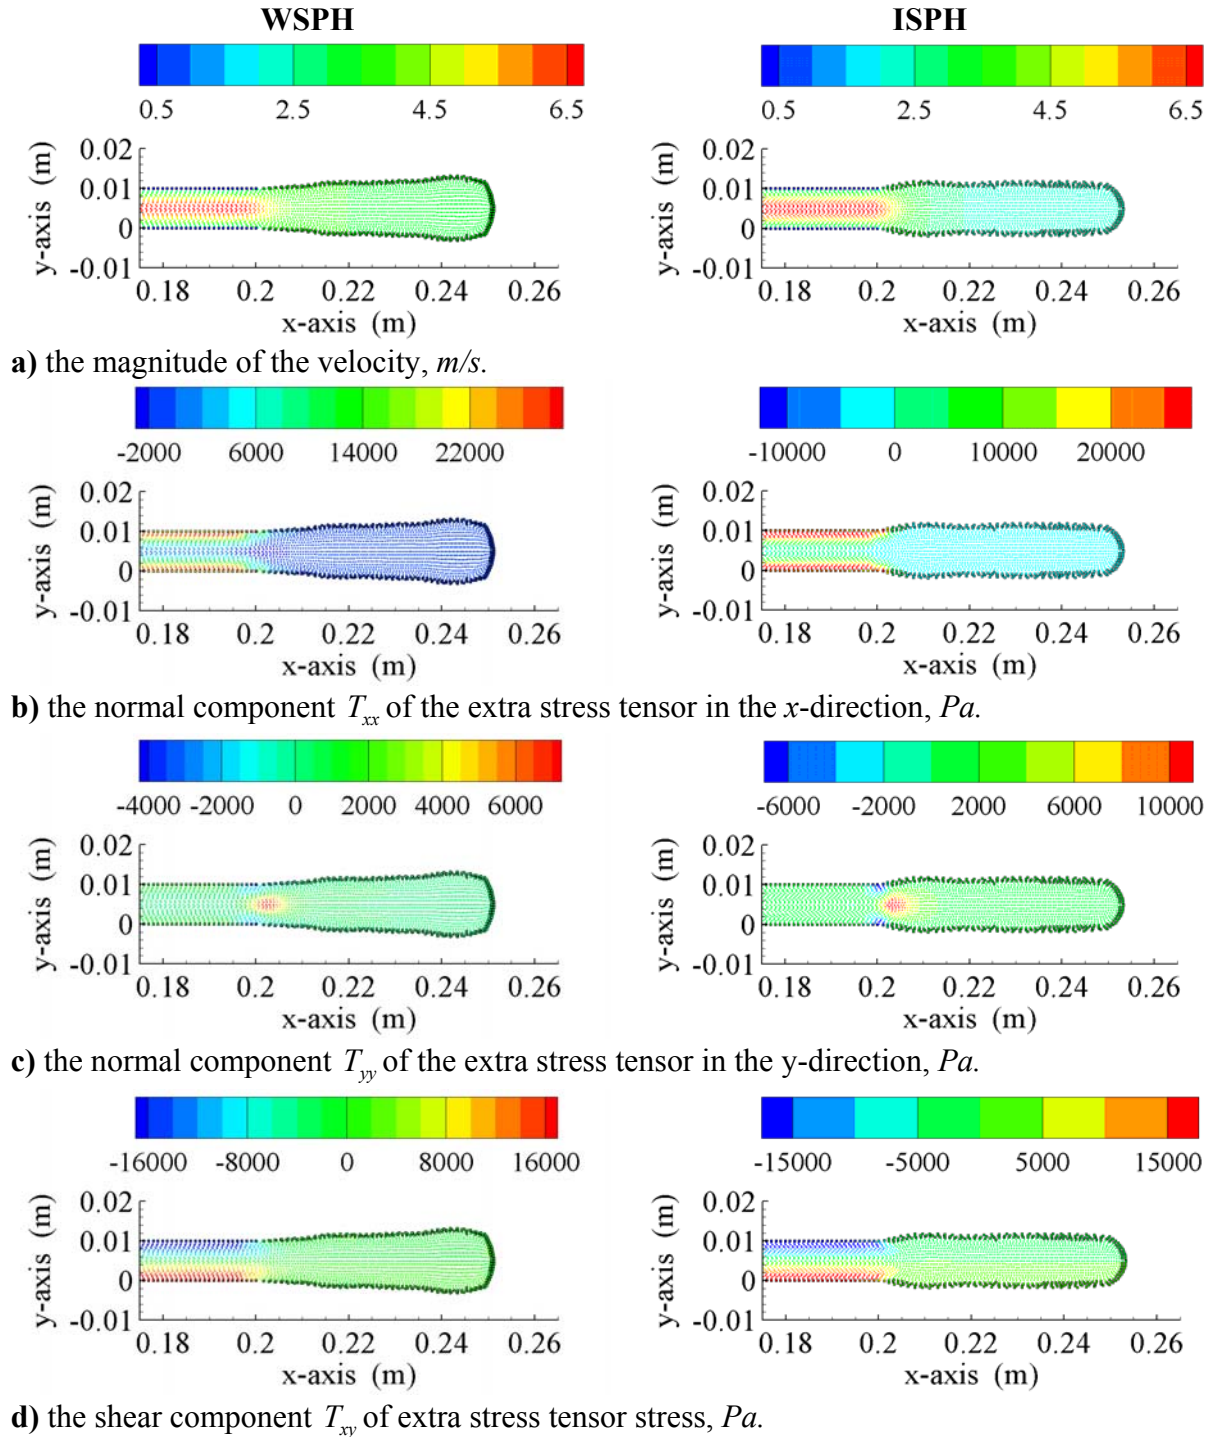 WSPH ISPH
0.5 2.5 4.5 6.5 0.5 2.5 4.5 6.5
0.02 0.02
0.01 0.01
0 0
-0.01 -0.01
y-axis (m) y-axis (m)
0.18 0.2 0.22 0.24 0.26 0.18 0.2 0.22 0.24 0.26
x-axis (m) x-axis (m)
a) the magnitude of the velocity, m/s.
-2000 6000 14000 22000 -10000 0 10000 20000
0.02 0.02
0.01 0.01
0 0
-0.01 -0.01
y-axis (m) y-axis (m)
0.18 0.2 0.22 0.24 0.26 0.18 0.2 0.22 0.24 0.26
x-axis (m) x-axis (m)
b) the normal component Txx of the extra stress tensor in the x-direction, Pa.
-4000 -2000 0 2000 4000 6000 -6000 -2000 2000 6000 10000
0.02 0.02
0.01 0.01
0 0
-0.01 -0.01
y-axis (m) y-axis (m)
0.18 0.2 0.22 0.24 0.26 0.18 0.2 0.22 0.24 0.26
x-axis (m) x-axis (m)
c) the normal component Tyy of the extra stress tensor in the y-direction, Pa.
-16000 -8000 0 8000 16000 -15000 -5000 5000 15000
0.02 0.02
0.01 0.01
0 0
-0.01 -0.01
y-axis (m) y-axis (m)
0.18 0.2 0.22 0.24 0.26 0.18 0.2 0.22 0.24 0.26
x-axis (m) x-axis (m)
d) the shear component Txy of extra stress tensor stress, Pa.